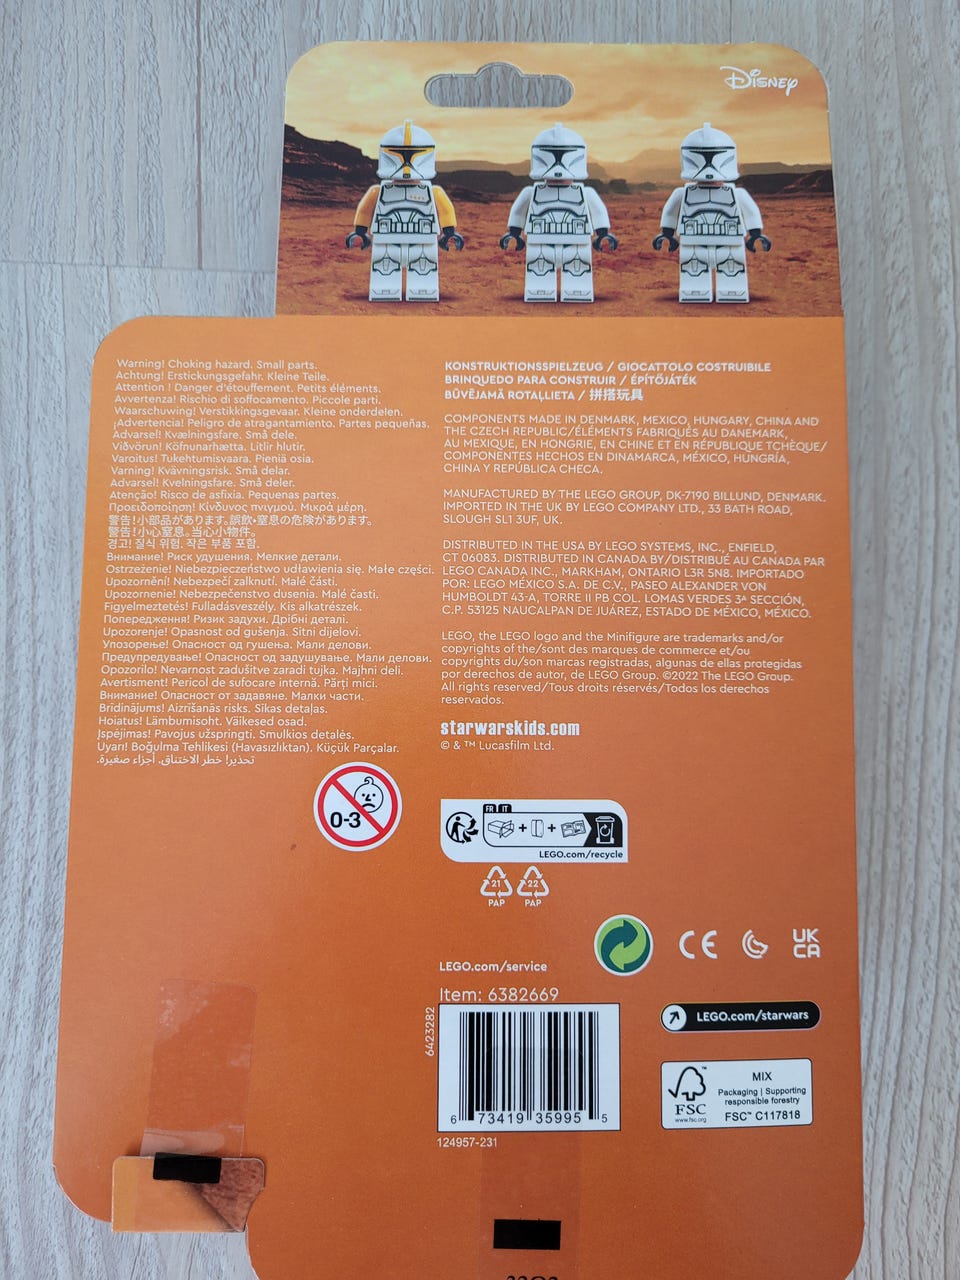 Disney
Warning! Choking hazard. Small parts.
Achtung! Erstickungsgefahr. Kleine Teile.
Attention ! Danger d'étouffement. Petits éléments.
Avvertenza! Rischio di soffocamento. Piccole parti.
Waarschuwing! Verstikkingsgevaar. Kleine onderdelen.
¡Advertencia! Peligro de atragantamiento. Partes pequeñas.
Advarsel! Kvælningsfare. Små dele.
Viðvörun! Köfnunarhætta. Litlir hlutir.
Varoitus! Tukehtumisvaara. Pieniä osia.
Varning! Kvävningsrisk. Små delar.
Advarsel! Kvelningsfare. Små deler.
Atenção! Risco de asfixia. Pequenas partes.
Προειδοποίηση! Κίνδυνος πνιγμού. Μικρά μέρη.
警告!小部品があります。誤飲・窒息の危険があります。
警告!小心窒息。当心小物件。
경고! 질식 위험. 작은 부품 포함.
Внимание! Риск удушения. Мелкие детали.
Ostrzeżenie! Niebezpieczeństwo udławienia się. Małe części.
Upozornění! Nebezpečí zalknutí. Malé části.
Upozornenie! Nebezpečenstvo dusenia. Malé časti.
Figyelmeztetés! Fulladásveszély. Kis alkatrészek.
Попередження! Ризик задухи. Дрібні деталі.
Upozorenje! Opasnost od gušenja. Sitni dijelovi.
Упозорење! Опасност од гушења. Мали делови.
Предупредување! Опасност од задушување. Мали делови.
Opozorilo! Nevarnost zadušitve zaradi tujka. Majhni deli.
Avertisment! Pericol de sufocare internă. Părți mici.
Внимание! Опасност от задавяне. Малки части.
Brīdinājums! Aizrīšanās risks. Sīkas detaļas.
Hoiatus! Lämbumisoht. Väikesed osad.
Įspėjimas! Pavojus užspringti. Smulkios detalės.
Uyarı! Boğulma Tehlikesi (Havasızlıktan). Küçük Parçalar.
تحذير! خطر الاختناق. أجزاء صغيرة.
0-3
KONSTRUKTIONSSPIELZEUG / GIOCATTOLO COSTRUIBILE
BRINQUEDO PARA CONSTRUIR / ÉPÍTŐJÁTÉK
BŪVĒJAMĀ ROTAĻLIETA / 拼搭玩具
COMPONENTS MADE IN DENMARK, MEXICO, HUNGARY, CHINA AND
THE CZECH REPUBLIC/ÉLÉMENTS FABRIQUÉS AU DANEMARK,
AU MEXIQUE, EN HONGRIE, EN CHINE ET EN RÉPUBLIQUE TCHÈQUE/
COMPONENTES HECHOS EN DINAMARCA, MÉXICO, HUNGRÍA,
CHINA Y REPÚBLICA CHECA.
MANUFACTURED BY THE LEGO GROUP, DK-7190 BILLUND, DENMARK.
IMPORTED IN THE UK BY LEGO COMPANY LTD., 33 BATH ROAD,
SLOUGH SL1 3UF, UK.
DISTRIBUTED IN THE USA BY LEGO SYSTEMS, INC., ENFIELD,
CT 06083. DISTRIBUTED IN CANADA BY/DISTRIBUÉ AU CANADA PAR
LEGO CANADA INC., MARKHAM, ONTARIO L3R 5N8. IMPORTADO
POR: LEGO MÉXICO S.A. DE C.V., PASEO ALEXANDER VON
HUMBOLDT 43-A, TORRE II PB COL. LOMAS VERDES 3ª SECCIÓN,
C.P. 53125 NAUCALPAN DE JUÁREZ, ESTADO DE MÉXICO, MÉXICO.
LEGO, the LEGO logo and the Minifigure are trademarks and/or
copyrights of the/sont des marques de commerce et/ou
copyrights du/son marcas registradas, algunas de ellas protegidas
por derechos de autor, de LEGO Group. ©2022 The LEGO Group.
All rights reserved/Tous droits réservés/Todos los derechos
reservados.
starwarskids.com
© & ™ Lucasfilm Ltd.
FR IT
LEGO.com/recycle
21 22
PAP PAP
CE UK CA
LEGO.com/service
Item: 6382669
6423282
6 73419 35995 5
124957-231
LEGO.com/starwars
FSC™
www.fsc.org
MIX
Packaging | Supporting
responsible forestry
FSC™ C117818